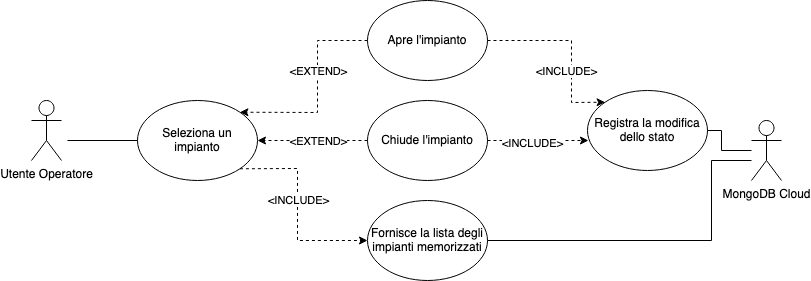 Apre l'impianto
<EXTEND>
<INCLUDE>
Seleziona un
impianto
Utente Operatore
<EXTEND>
Chiude l'impianto
<INCLUDE>
Registra la modifica
dello stato
MongoDB Cloud
<INCLUDE>
Fornisce la lista degli
impianti memorizzati